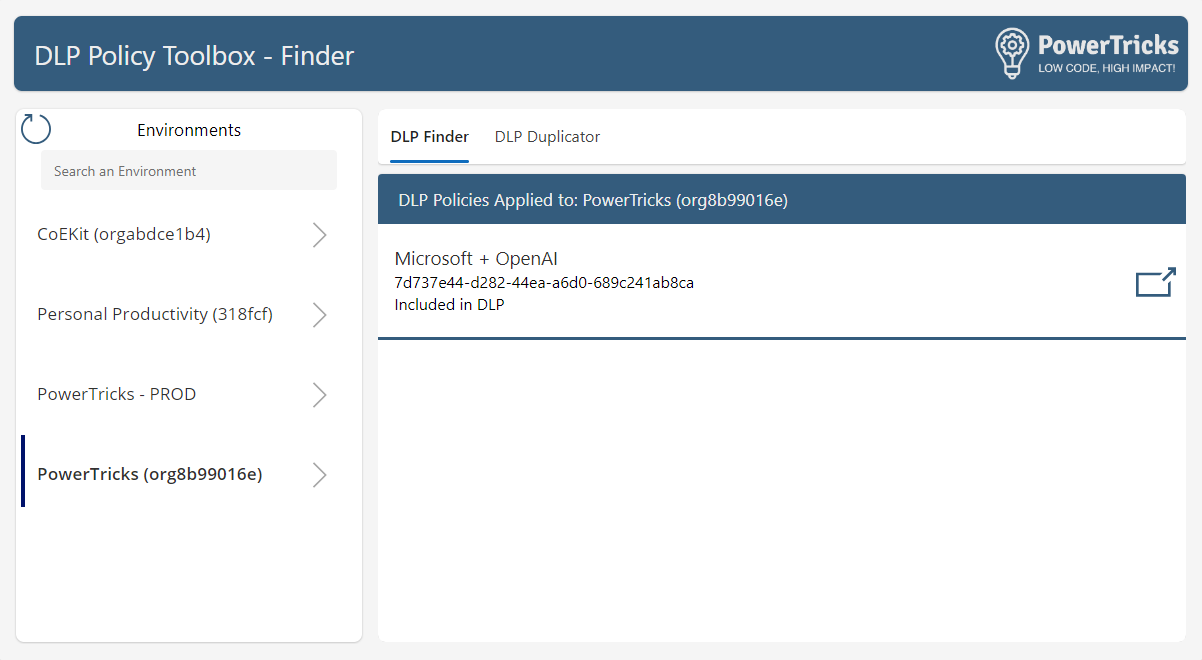 DLP Policy Toolbox - Finder
PowerTricks
LOW CODE, HIGH IMPACT!
Environments
Search an Environment
CoEKit (orgabdce1b4)
Personal Productivity (318fcf)
PowerTricks - PROD
PowerTricks (org8b99016e)
DLP Finder
DLP Duplicator
DLP Policies Applied to: PowerTricks (org8b99016e)
Microsoft + OpenAI
7d737e44-d282-44ea-a6d0-689c241ab8ca
Included in DLP